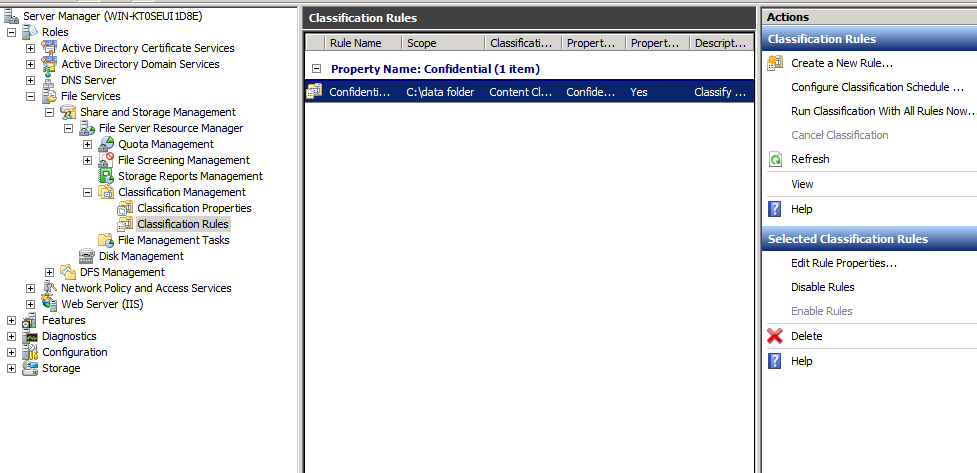 Server Manager (WIN-KT0SEUI1D8E)
Roles
Active Directory Certificate Services
Active Directory Domain Services
DNS Server
File Services
Share and Storage Management
File Server Resource Manager
Quota Management
File Screening Management
Storage Reports Management
Classification Management
Classification Properties
Classification Rules
File Management Tasks
Disk Management
DFS Management
Network Policy and Access Services
Web Server (IIS)
Features
Diagnostics
Configuration
Storage
Classification Rules
Rule Name Scope Classificati... Propert... Propert... Descript...
Property Name: Confidential (1 item)
Confidenti... C:\data folder Content Cl... Confide... Yes Classify ...
Actions
Classification Rules
Create a New Rule...
Configure Classification Schedule ...
Run Classification With All Rules Now...
Cancel Classification
Refresh
View
Help
Selected Classification Rules
Edit Rule Properties...
Disable Rules
Enable Rules
Delete
Help